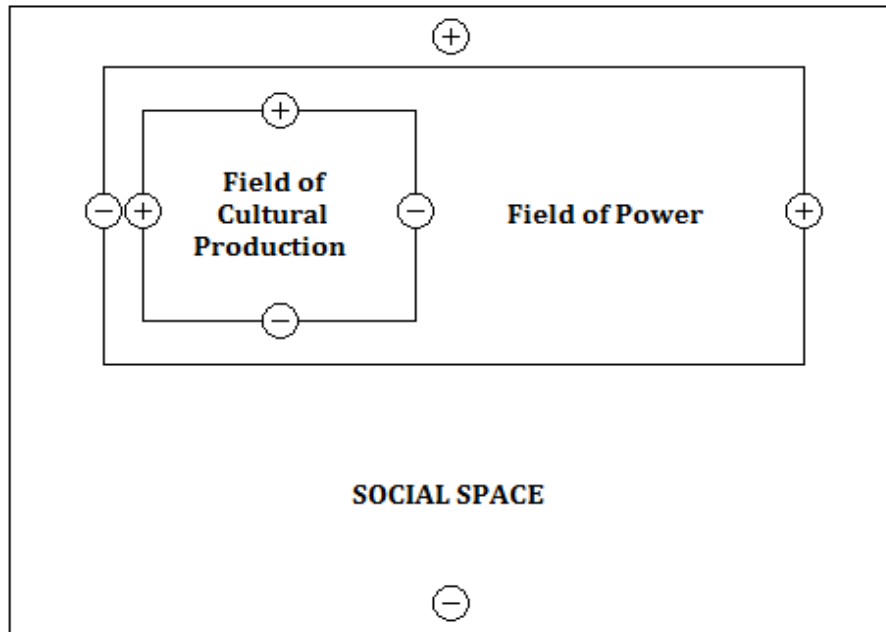 +
+
Field of
Cultural
Production
− + − Field of Power +
−
SOCIAL SPACE
−